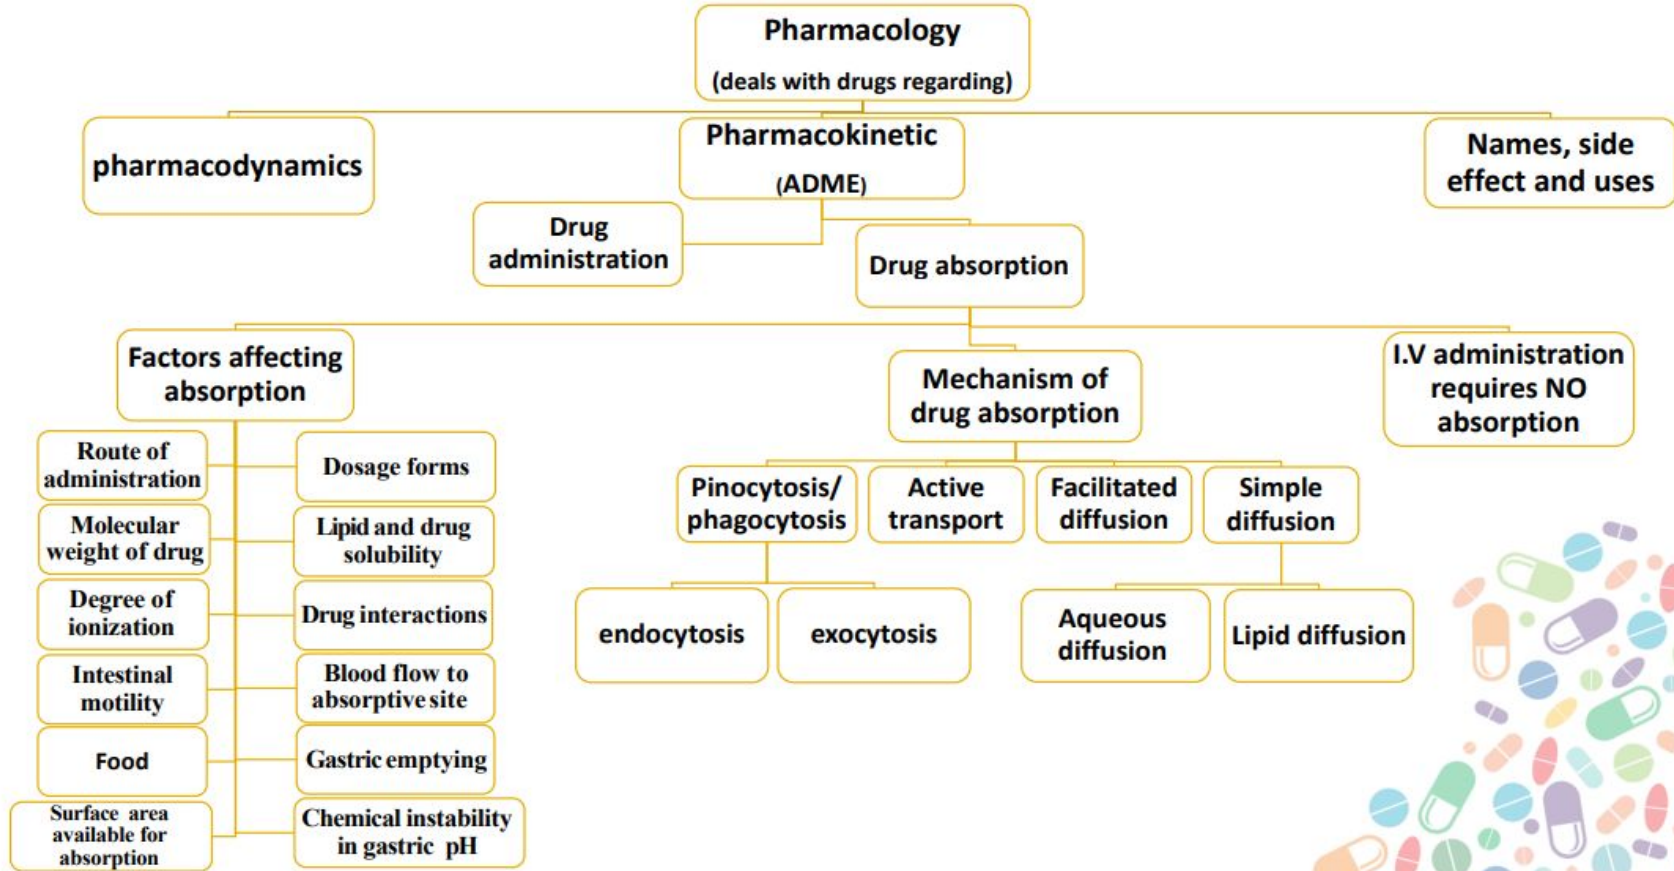 Pharmacology
(deals with drugs regarding)
pharmacodynamics
Pharmacokinetic
(ADME)
Names, side
effect and uses
Drug
administration
Drug absorption
Factors affecting
absorption
Mechanism of
drug absorption
I.V administration
requires NO
absorption
Route of
administration
Dosage forms
Molecular
weight of drug
Lipid and drug
solubility
Degree of
ionization
Drug interactions
Intestinal
motility
Blood flow to
absorptive site
Food
Gastric emptying
Surface area
available for
absorption
Chemical instability
in gastric pH
Pinocytosis/
phagocytosis
Active
transport
Facilitated
diffusion
Simple
diffusion
endocytosis
exocytosis
Aqueous
diffusion
Lipid diffusion